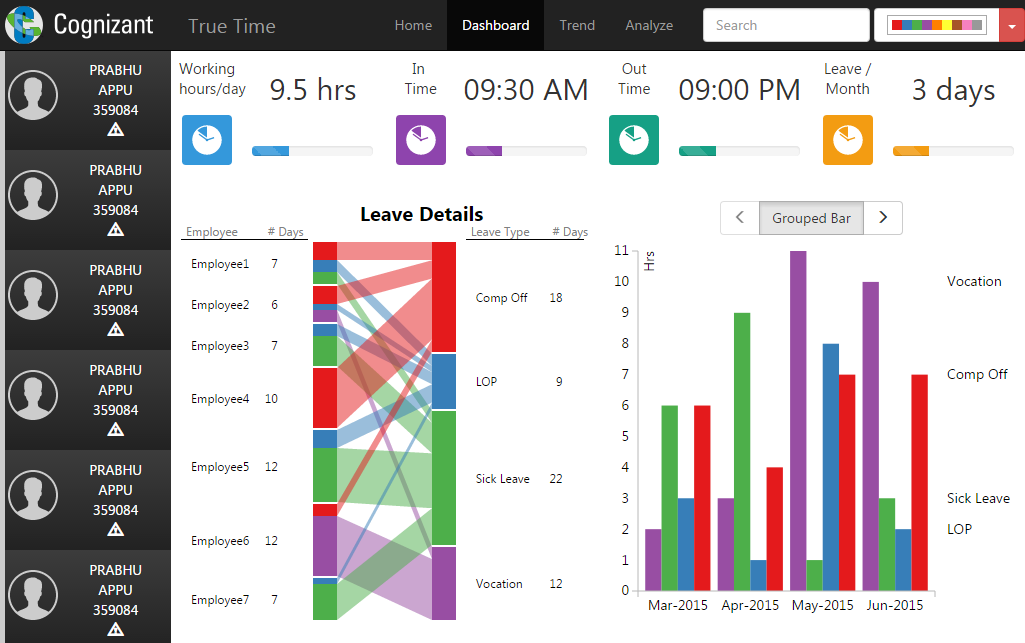 Cognizant
True Time
Home
Dashboard
Trend
Analyze
Search
PRABHU
APPU
359084
PRABHU
APPU
359084
PRABHU
APPU
359084
PRABHU
APPU
359084
PRABHU
APPU
359084
PRABHU
APPU
359084
Working
hours/day
9.5 hrs
In
Time
09:30 AM
Out
Time
09:00 PM
Leave /
Month
3 days
Leave Details
Employee # Days
Employee1 7
Employee2 6
Employee3 7
Employee4 10
Employee5 12
Employee6 12
Employee7 7
Leave Type # Days
Comp Off 18
LOP 9
Sick Leave 22
Vocation 12
Grouped Bar
Hrs
11
10
9
8
7
6
5
4
3
2
1
0
Mar-2015 Apr-2015 May-2015 Jun-2015
Vocation
Comp Off
Sick Leave
LOP